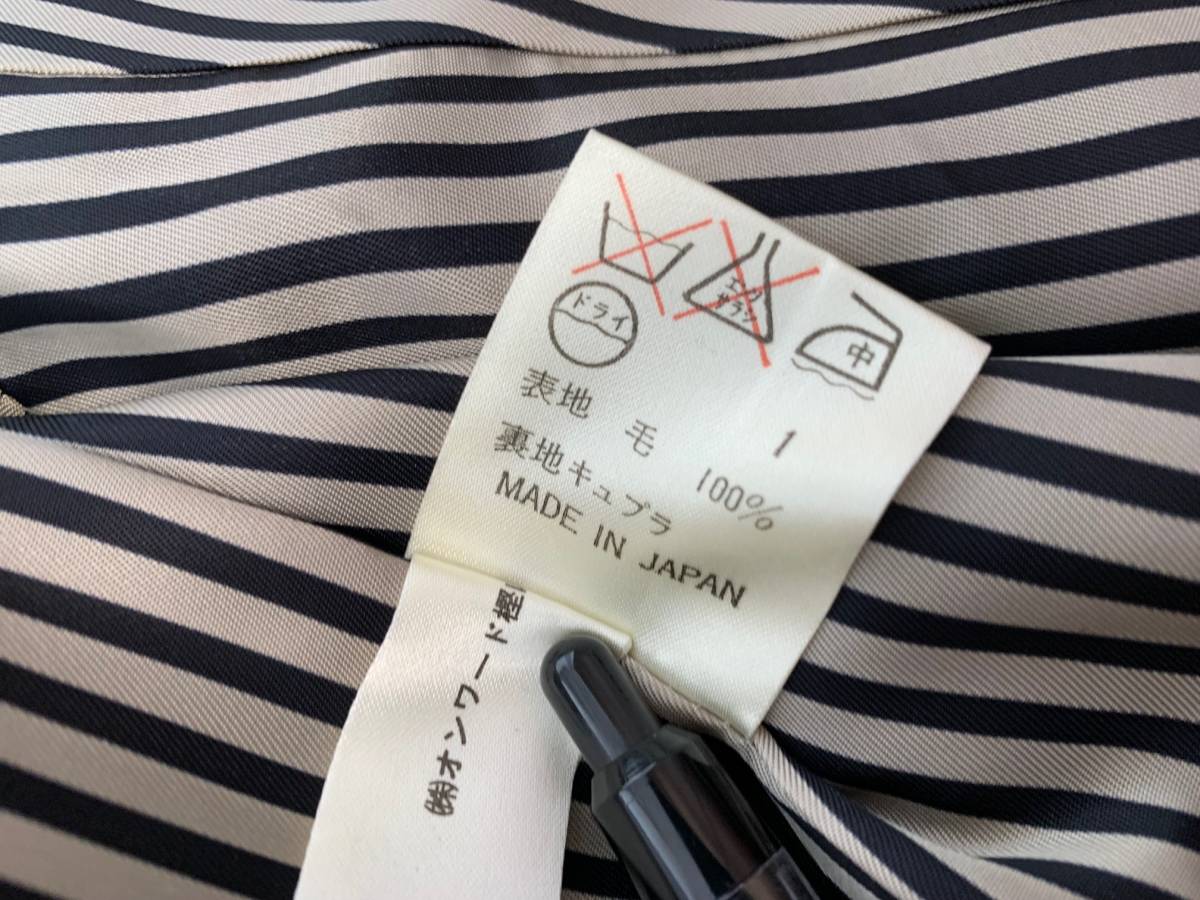 エンソ
サラシ
ドライ
中
表地 毛 1
裏地キュプラ 100%
MADE IN JAPAN
㈱オンワード樫